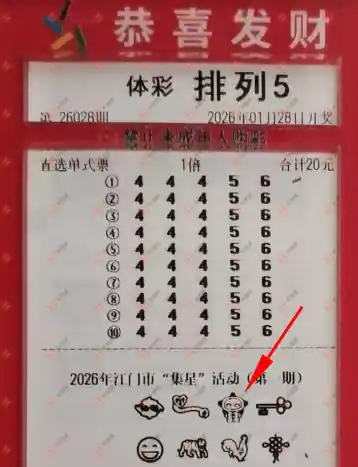 恭喜发财
体彩 排列5
第 26028期 2026年01月28日开奖
直选单式票 1倍 合计20元
① 4 4 4 5 6
② 4 4 4 5 6
③ 4 4 4 5 6
④ 4 4 4 5 6
⑤ 4 4 4 5 6
⑥ 4 4 4 5 6
⑦ 4 4 4 5 6
⑧ 4 4 4 5 6
⑨ 4 4 4 5 6
⑩ 4 4 4 5 6
2026年江门市“集星”活动(第 期)